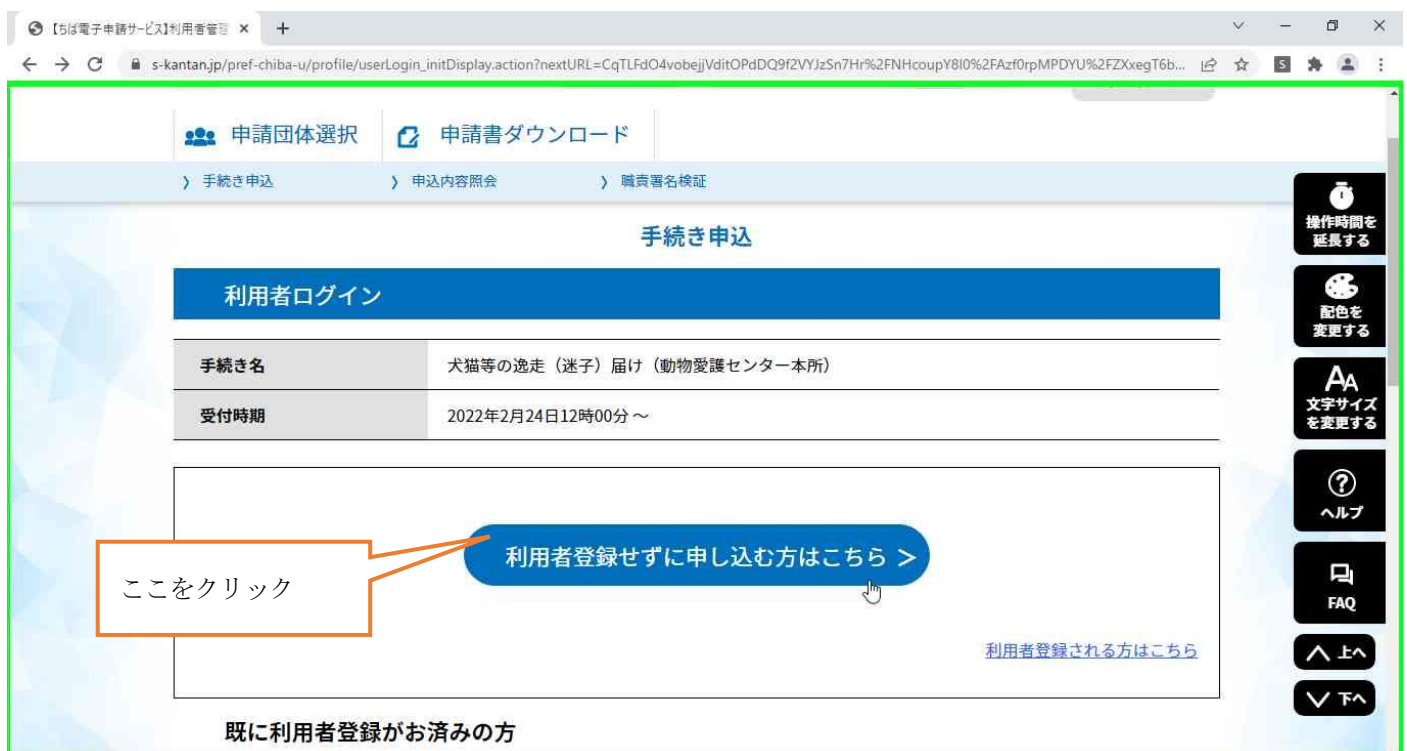 【ちば電子申請サービス】利用者管理
s-kantan.jp/pref-chiba-u/profile/userLogin_initDisplay.action?nextURL=CqTLFdO4vobejjVditOPdDQ9f2VYJzSn7Hr%2FNHcoupY8I0%2FAzf0rpMPDYU%2FZXxegT6b...
申請団体選択
申請書ダウンロード
手続き申込
申込内容照会
職責署名検証
手続き申込
利用者ログイン
手続き名
犬猫等の逸走（迷子）届け（動物愛護センター本所）
受付時期
2022年2月24日12時00分～
利用者登録せずに申し込む方はこちら
ここをクリック
利用者登録される方はこちら
既に利用者登録がお済みの方
操作時間を
延長する
配色を
変更する
AA
文字サイズ
を変更する
?
ヘルプ
FAQ
上へ
下へ